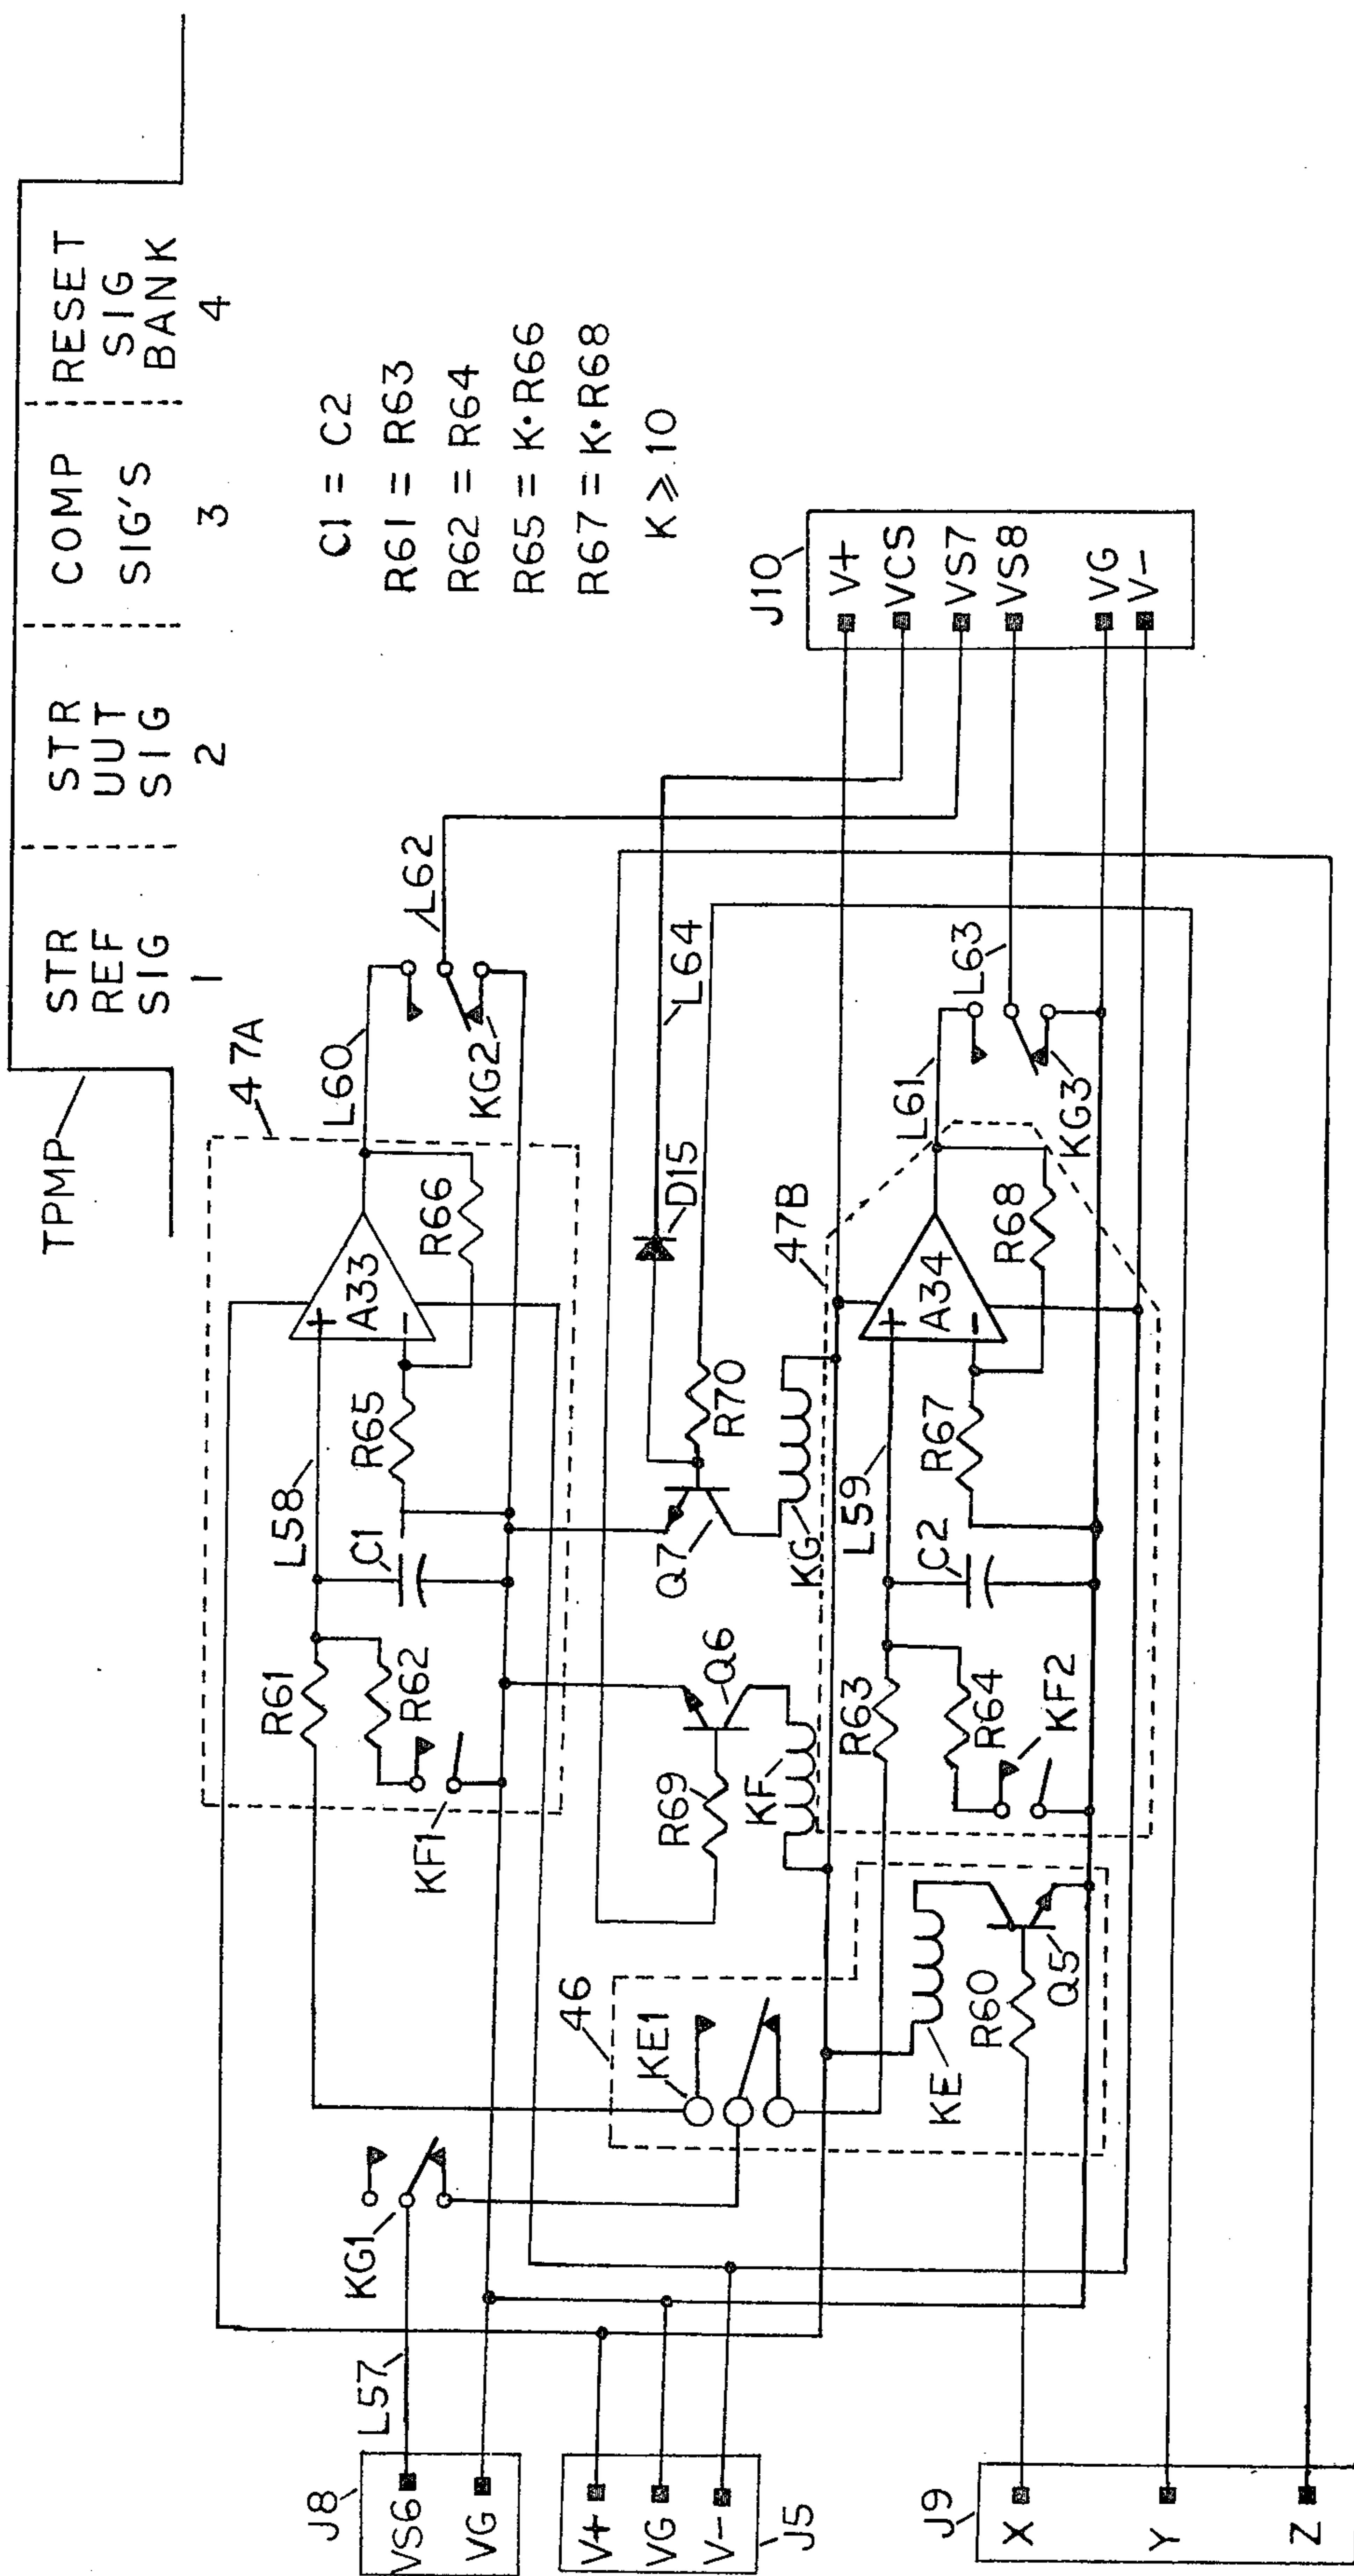 TPMP
STR
REF
SIG
1
STR
UUT
SIG
2
COMP
SIG'S
3
RESET
SIG
BANK
4
C1 = C2
R61 = R63
R62 = R64
R65 = K•R66
R67 = K•R68
K ≥ 10
47A
L60
L62
KG2
A33
+
−
R66
R65
L58
C1
R61
R62
KF1
KG1
L57
J8
VS6
VG
V+
VG
V-
J5
46
KE1
KE
R60
Q5
R69
Q6
KF
Q7
R70
KG
D15
L64
47B
L59
C2
R63
R64
KF2
R67
R68
A34
+
−
L61
L63
KG3
J10
V+
VCS
VS7
VS8
VG
V-
J9
X
Y
Z